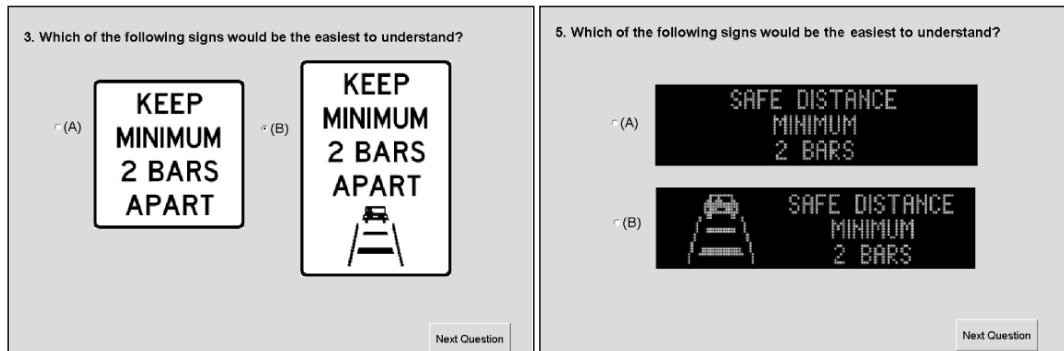 3. Which of the following signs would be the easiest to understand?
(A)
KEEP
MINIMUM
2 BARS
APART
(B)
KEEP
MINIMUM
2 BARS
APART
Next Question
5. Which of the following signs would be the easiest to understand?
(A)
SAFE DISTANCE
MINIMUM
2 BARS
(B)
SAFE DISTANCE
MINIMUM
2 BARS
Next Question